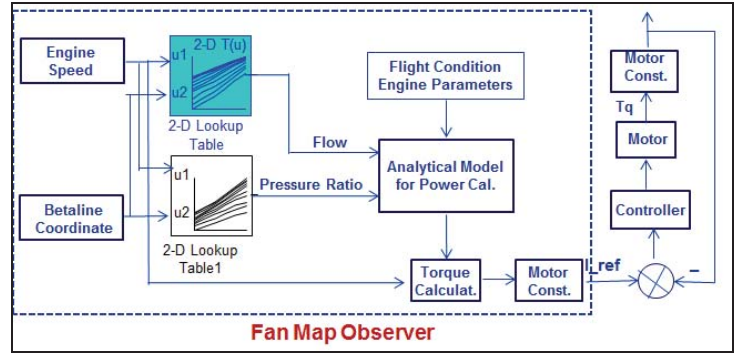 Engine
Speed
2-D T(u)
u1
u2
2-D Lookup
Table
Flight Condition
Engine Parameters
Motor
Const.
Tq
Motor
Flow
u1
u2
Pressure Ratio
Analytical Model
for Power Cal.
Betaline
Coordinate
Controller
2-D Lookup
Table1
Torque
Calculat.
Motor
Const.
I_ref
–
Fan Map Observer